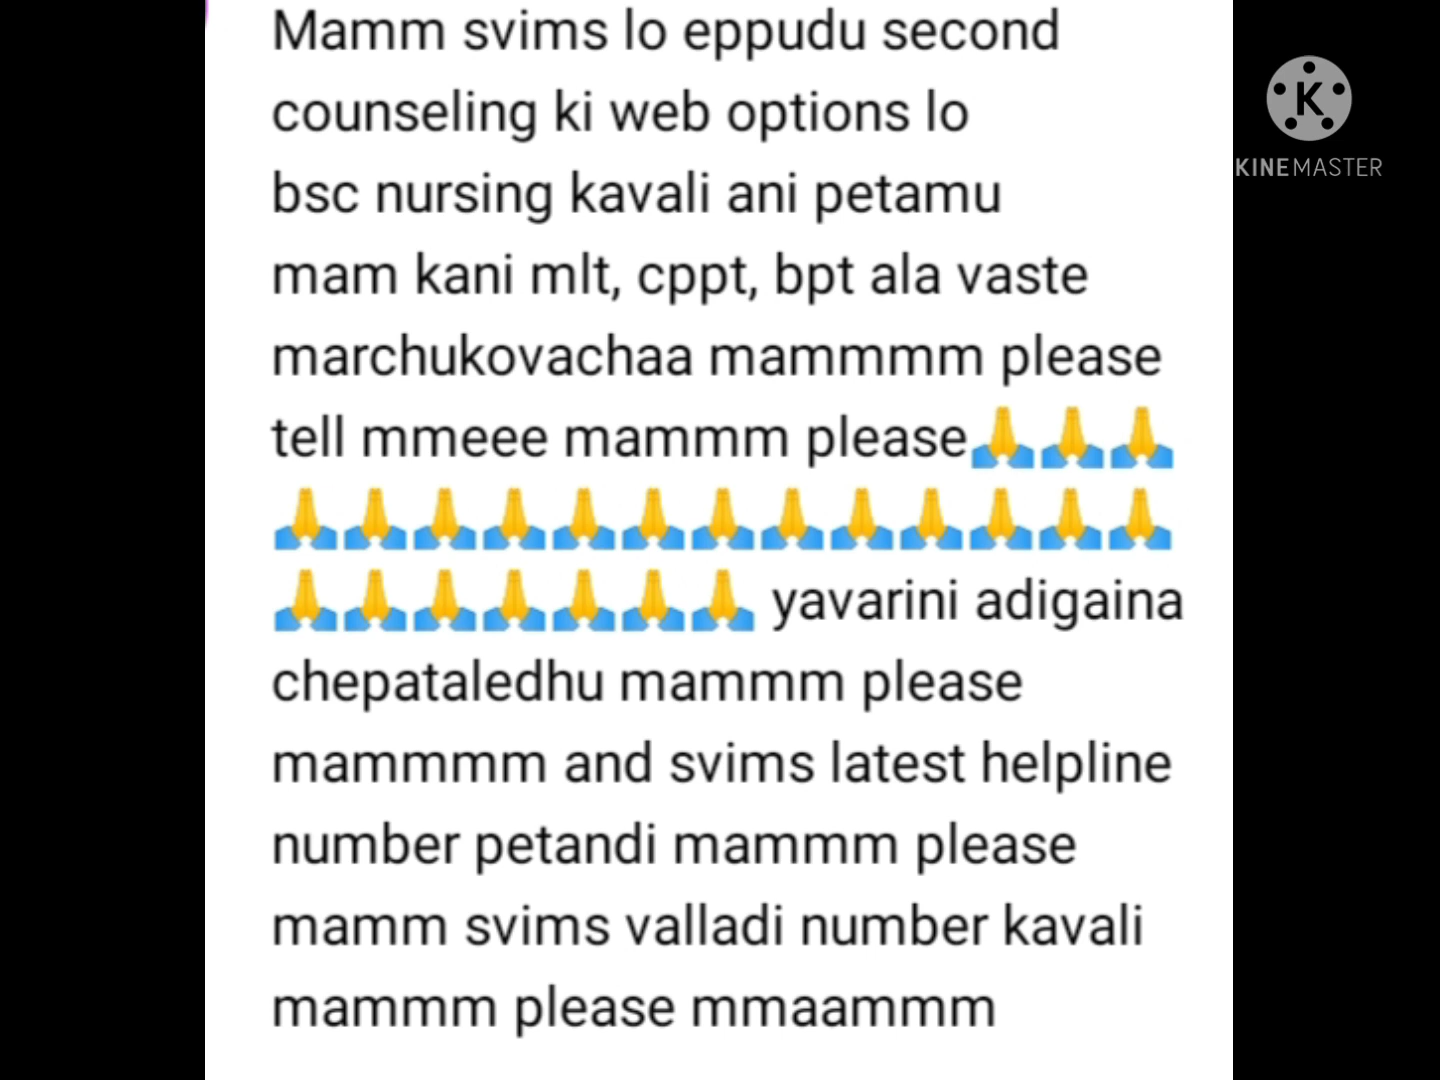 Mamm svims lo eppudu second
counseling ki web options lo
bsc nursing kavali ani petamu
mam kani mlt, cppt, bpt ala vaste
marchukovachaa mammmm please
tell mmeee mammm please🙏🙏🙏
🙏🙏🙏🙏🙏🙏🙏🙏🙏🙏🙏🙏🙏
🙏🙏🙏🙏🙏🙏🙏 yavarini adigaina
chepataledhu mammm please
mammmm and svims latest helpline
number petandi mammm please
mamm svims valladi number kavali
mammm please mmaammm
K
KINEMASTER